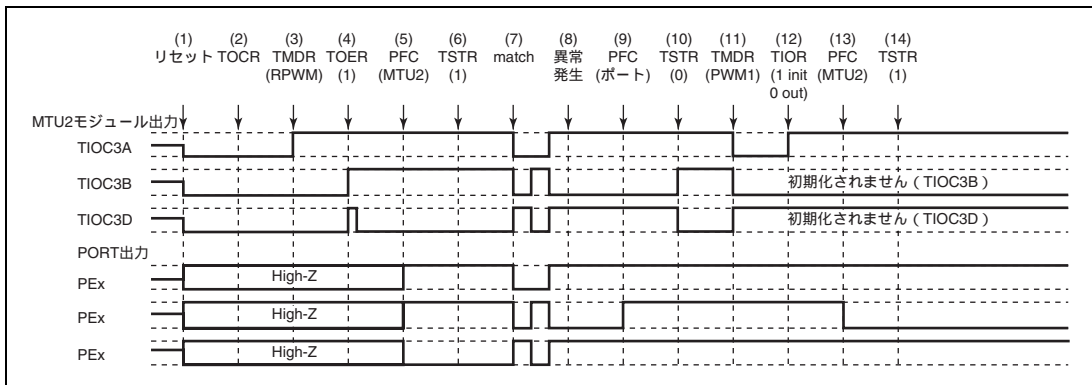 (1) (2) (3) (4) (5) (6) (7) (8) (9) (10) (11) (12) (13) (14)
リセット TOCR TMDR TOER PFC TSTR match 異常 PFC TSTR TMDR TIOR PFC TSTR
(RPWM) (1) (MTU2) (1) 発生 (ポート) (0) (PWM1) (1 init (MTU2) (1)
0 out)
MTU2モジュール出力
TIOC3A
TIOC3B 初期化されません（TIOC3B）
TIOC3D 初期化されません（TIOC3D）
PORT出力
PEx High-Z
PEx High-Z
PEx High-Z